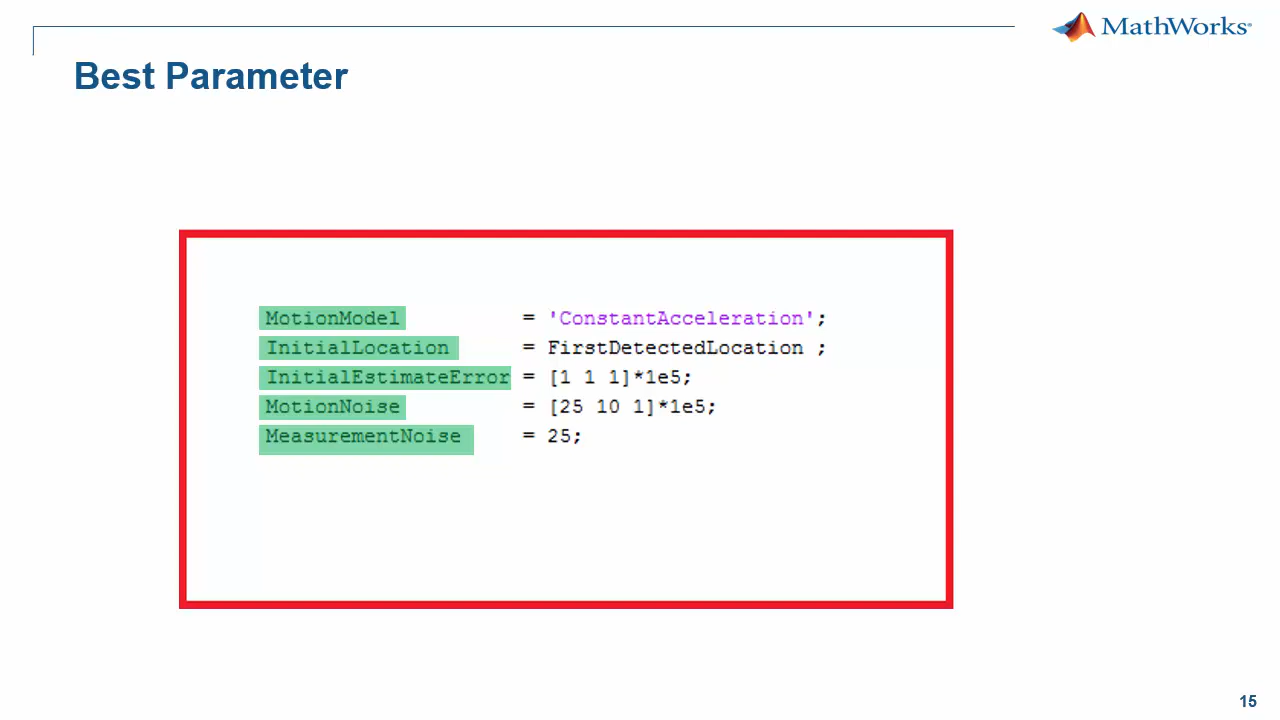 MathWorks®
Best Parameter
MotionModel = 'ConstantAcceleration';
InitialLocation = FirstDetectedLocation ;
InitialEstimateError = [1 1 1]*1e5;
MotionNoise = [25 10 1]*1e5;
MeasurementNoise = 25;
15